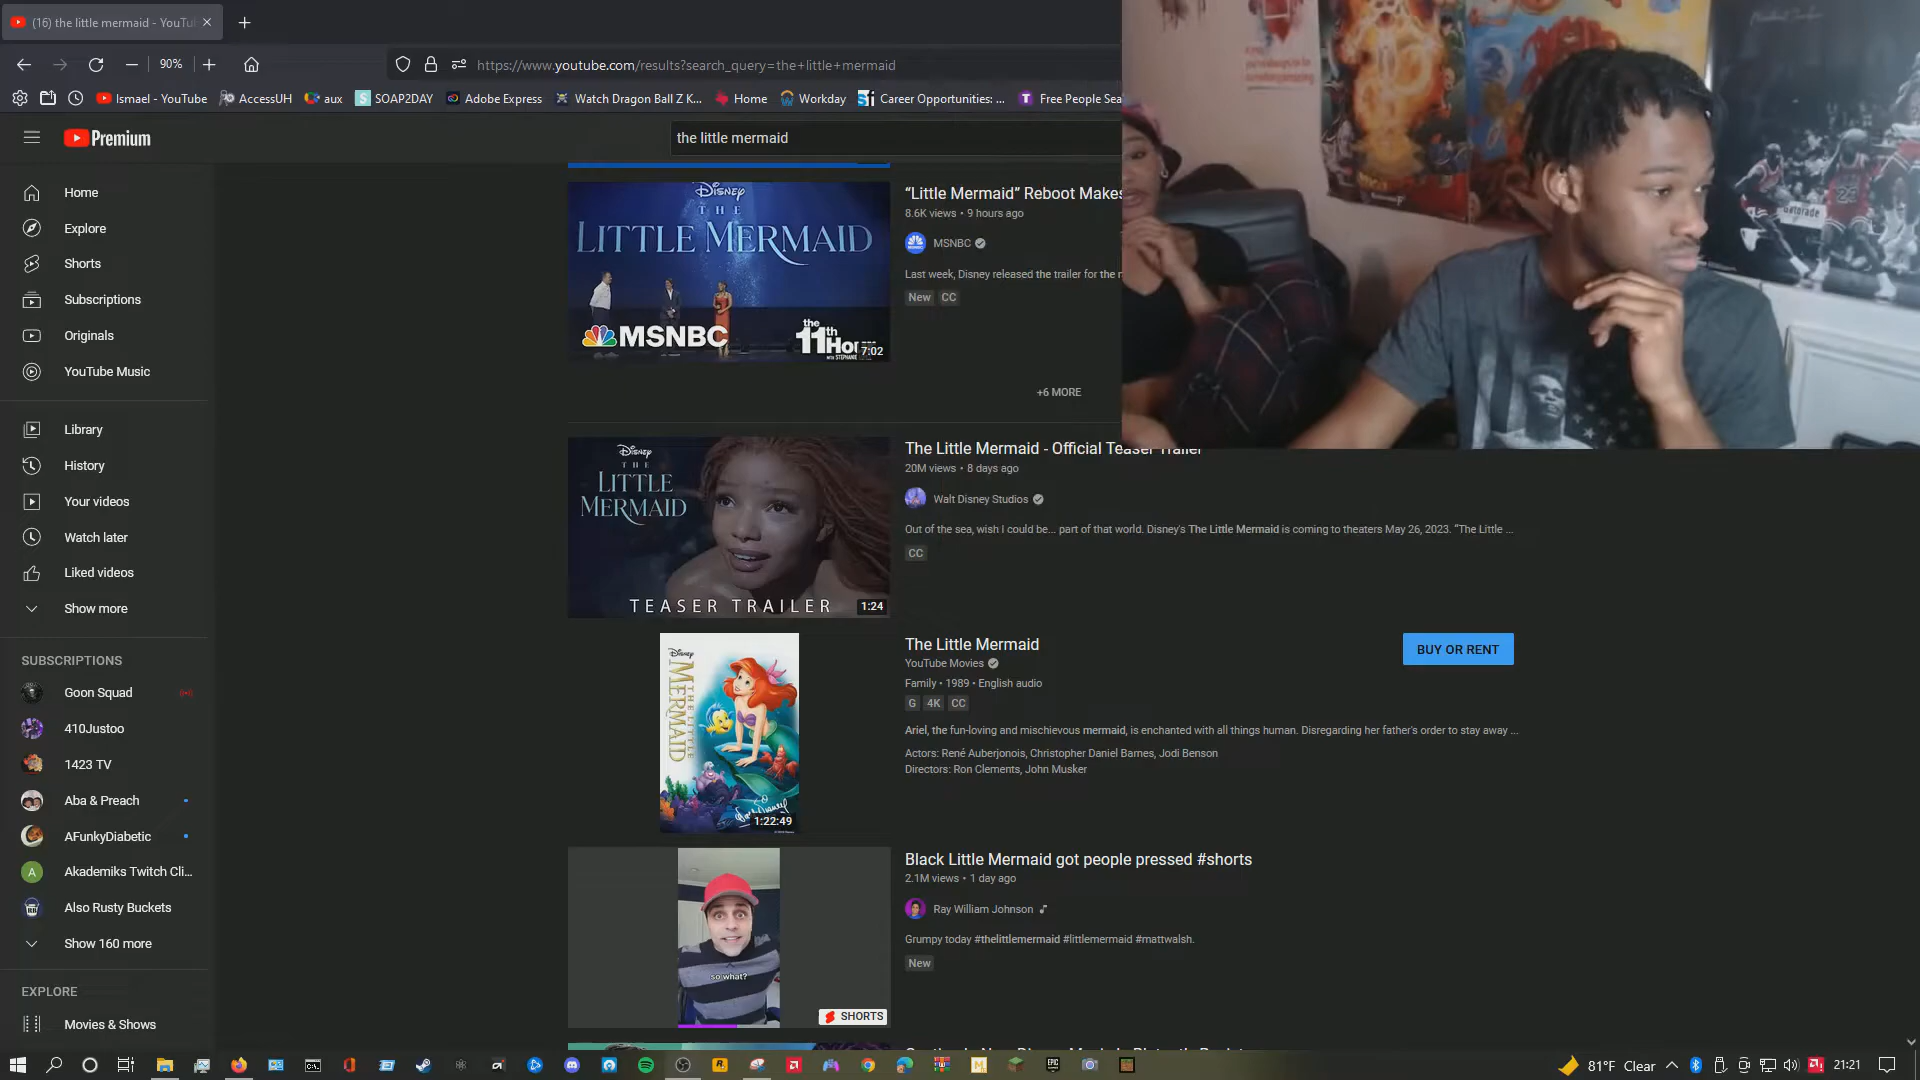 (16) the little mermaid - YouTu
90%
https://www.youtube.com/results?search_query=the+little+mermaid
Ismael - YouTube
AccessUH
aux
SOAP2DAY
Adobe Express
Watch Dragon Ball Z K...
Home
Workday
Career Opportunities: ...
Free People Sea
Premium
the little mermaid
Home
Explore
Shorts
Subscriptions
Originals
YouTube Music
Library
History
Your videos
Watch later
Liked videos
Show more
SUBSCRIPTIONS
Goon Squad
410Justoo
1423 TV
Aba & Preach
AFunkyDiabetic
A
Akademiks Twitch Cli...
Also Rusty Buckets
Show 160 more
EXPLORE
Movies & Shows
Disney
THE
LITTLE MERMAID
MSNBC
the
11th
7:02
“Little Mermaid” Reboot Makes
8.6K views • 9 hours ago
MSNBC
Last week, Disney released the trailer for the
New CC
+6 MORE
Disney
THE
LITTLE
MERMAID
TEASER TRAILER
1:24
The Little Mermaid - Official Teaser Trailer
20M views • 8 days ago
Walt Disney Studios
Out of the sea, wish I could be... part of that world. Disney's The Little Mermaid is coming to theaters May 26, 2023. “The Little ...
CC
Disney
THE LITTLE
MERMAID
1:22:49
The Little Mermaid
YouTube Movies
Family • 1989 • English audio
G 4K CC
Ariel, the fun-loving and mischievous mermaid, is enchanted with all things human. Disregarding her father's order to stay away ...
Actors: René Auberjonois, Christopher Daniel Barnes, Jodi Benson
Directors: Ron Clements, John Musker
BUY OR RENT
so what?
SHORTS
Black Little Mermaid got people pressed #shorts
2.1M views • 1 day ago
Ray William Johnson
Grumpy today #thelittlemermaid #littlemermaid #mattwalsh.
New
Gatorade
23
81°F Clear
21:21